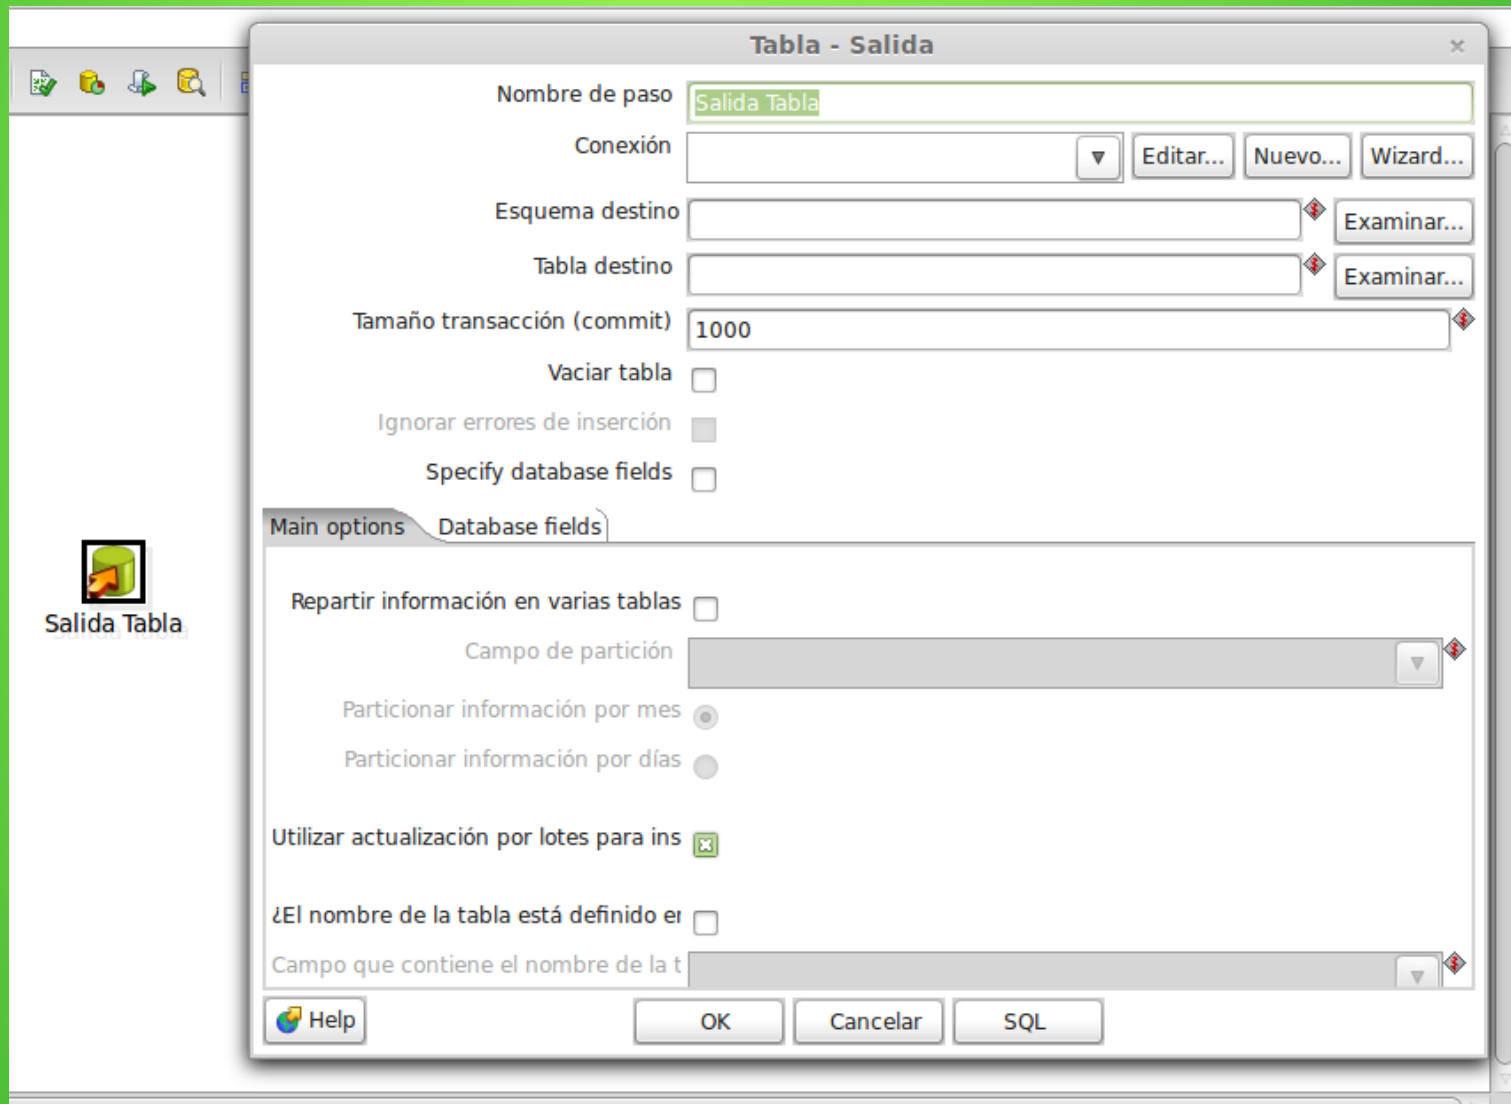 Tabla - Salida
Nombre de paso Salida Tabla
Conexión Editar... Nuevo... Wizard...
Esquema destino Examinar...
Tabla destino Examinar...
Tamaño transacción (commit) 1000
Vaciar tabla
Ignorar errores de inserción
Specify database fields
Main options Database fields
Repartir información en varias tablas
Salida Tabla
Campo de partición
Particionar información por mes
Particionar información por días
Utilizar actualización por lotes para ins
¿El nombre de la tabla está definido er
Campo que contiene el nombre de la t
Help OK Cancelar SQL